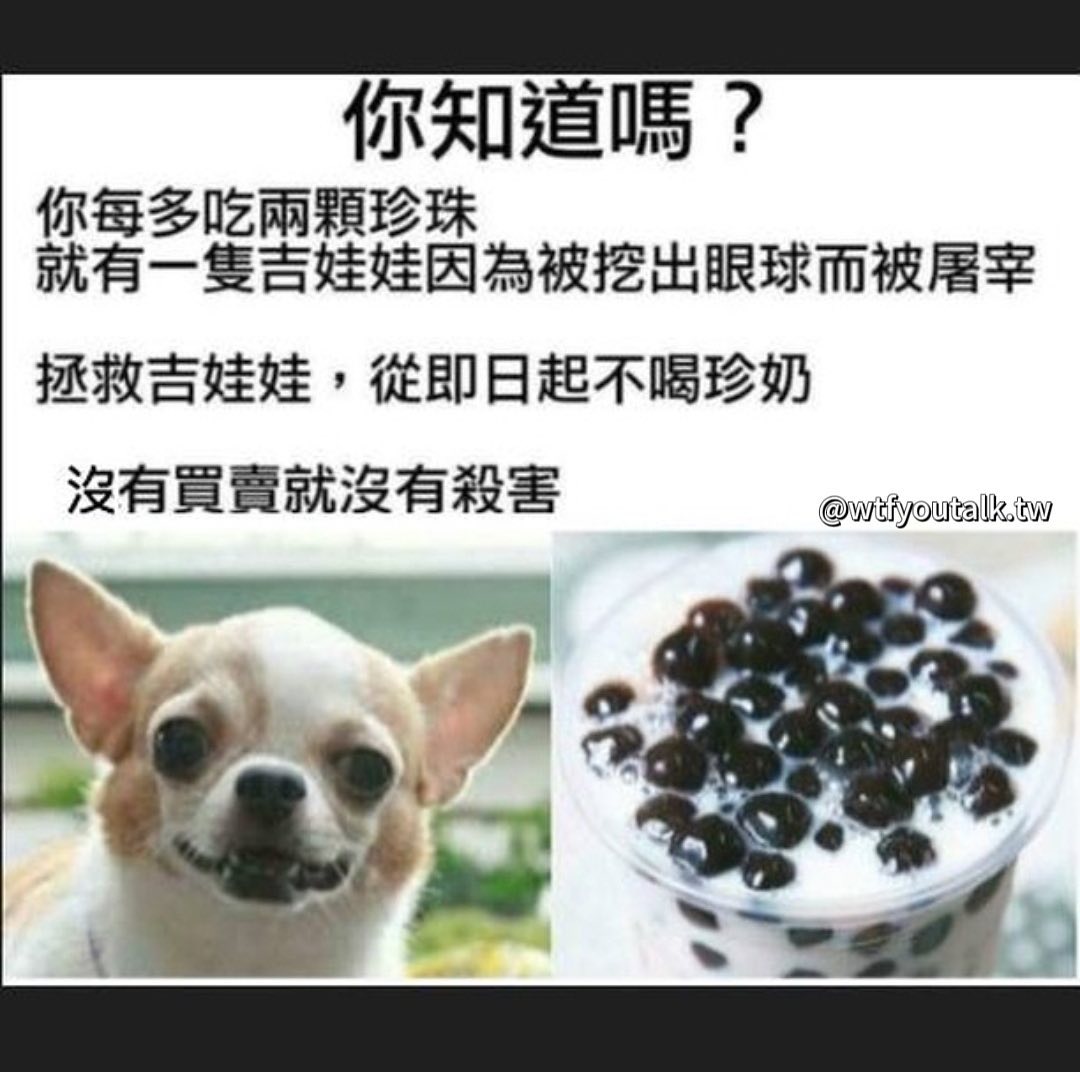 你知道嗎？
你每多吃兩顆珍珠
就有一隻吉娃娃因為被挖出眼球而被屠宰
拯救吉娃娃，從即日起不喝珍奶
沒有買賣就沒有殺害
@wtfyoutalk.tw